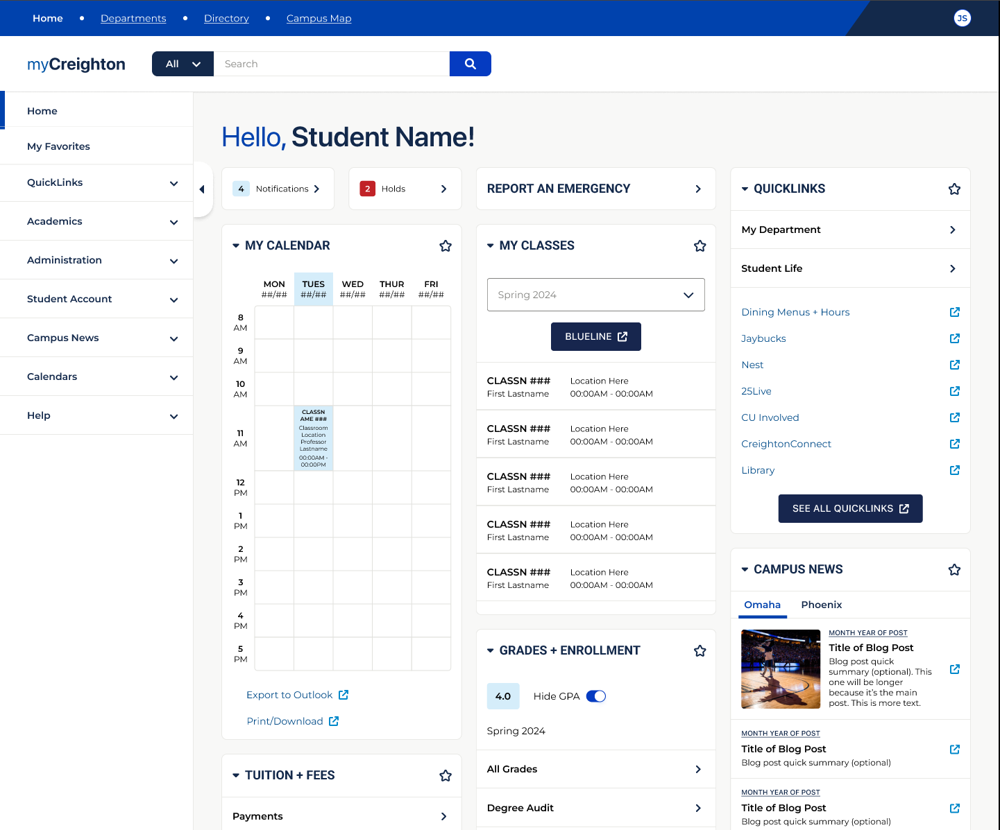 Home • Departments • Directory • Campus Map
JS
myCreighton
All
Search
Home
My Favorites
QuickLinks
Academics
Administration
Student Account
Campus News
Calendars
Help
Hello, Student Name!
4 Notifications
2 Holds
REPORT AN EMERGENCY
MY CALENDAR
MON TUES WED THUR FRI
##/## ##/## ##/## ##/## ##/##
8
AM
9
AM
10
AM
11
AM
CLASSN
AME ###
Classroom
Location
Professor
Lastname
00:00AM -
00:00PM
12
PM
1
PM
2
PM
3
PM
4
PM
5
PM
Export to Outlook
Print/Download
TUITION + FEES
Payments
MY CLASSES
Spring 2024
BLUELINE
CLASSN ### Location Here
First Lastname 00:00AM - 00:00AM
CLASSN ### Location Here
First Lastname 00:00AM - 00:00AM
CLASSN ### Location Here
First Lastname 00:00AM - 00:00AM
CLASSN ### Location Here
First Lastname 00:00AM - 00:00AM
CLASSN ### Location Here
First Lastname 00:00AM - 00:00AM
GRADES + ENROLLMENT
4.0 Hide GPA
Spring 2024
All Grades
Degree Audit
QUICKLINKS
My Department
Student Life
Dining Menus + Hours
Jaybucks
Nest
25Live
CU Involved
CreightonConnect
Library
SEE ALL QUICKLINKS
CAMPUS NEWS
Omaha Phoenix
MONTH YEAR OF POST
Title of Blog Post
Blog post quick
summary (optional). This
one will be longer
because it's the main
post. This is more text.
MONTH YEAR OF POST
Title of Blog Post
Blog post quick summary (optional)
MONTH YEAR OF POST
Title of Blog Post
Blog post quick summary (optional)